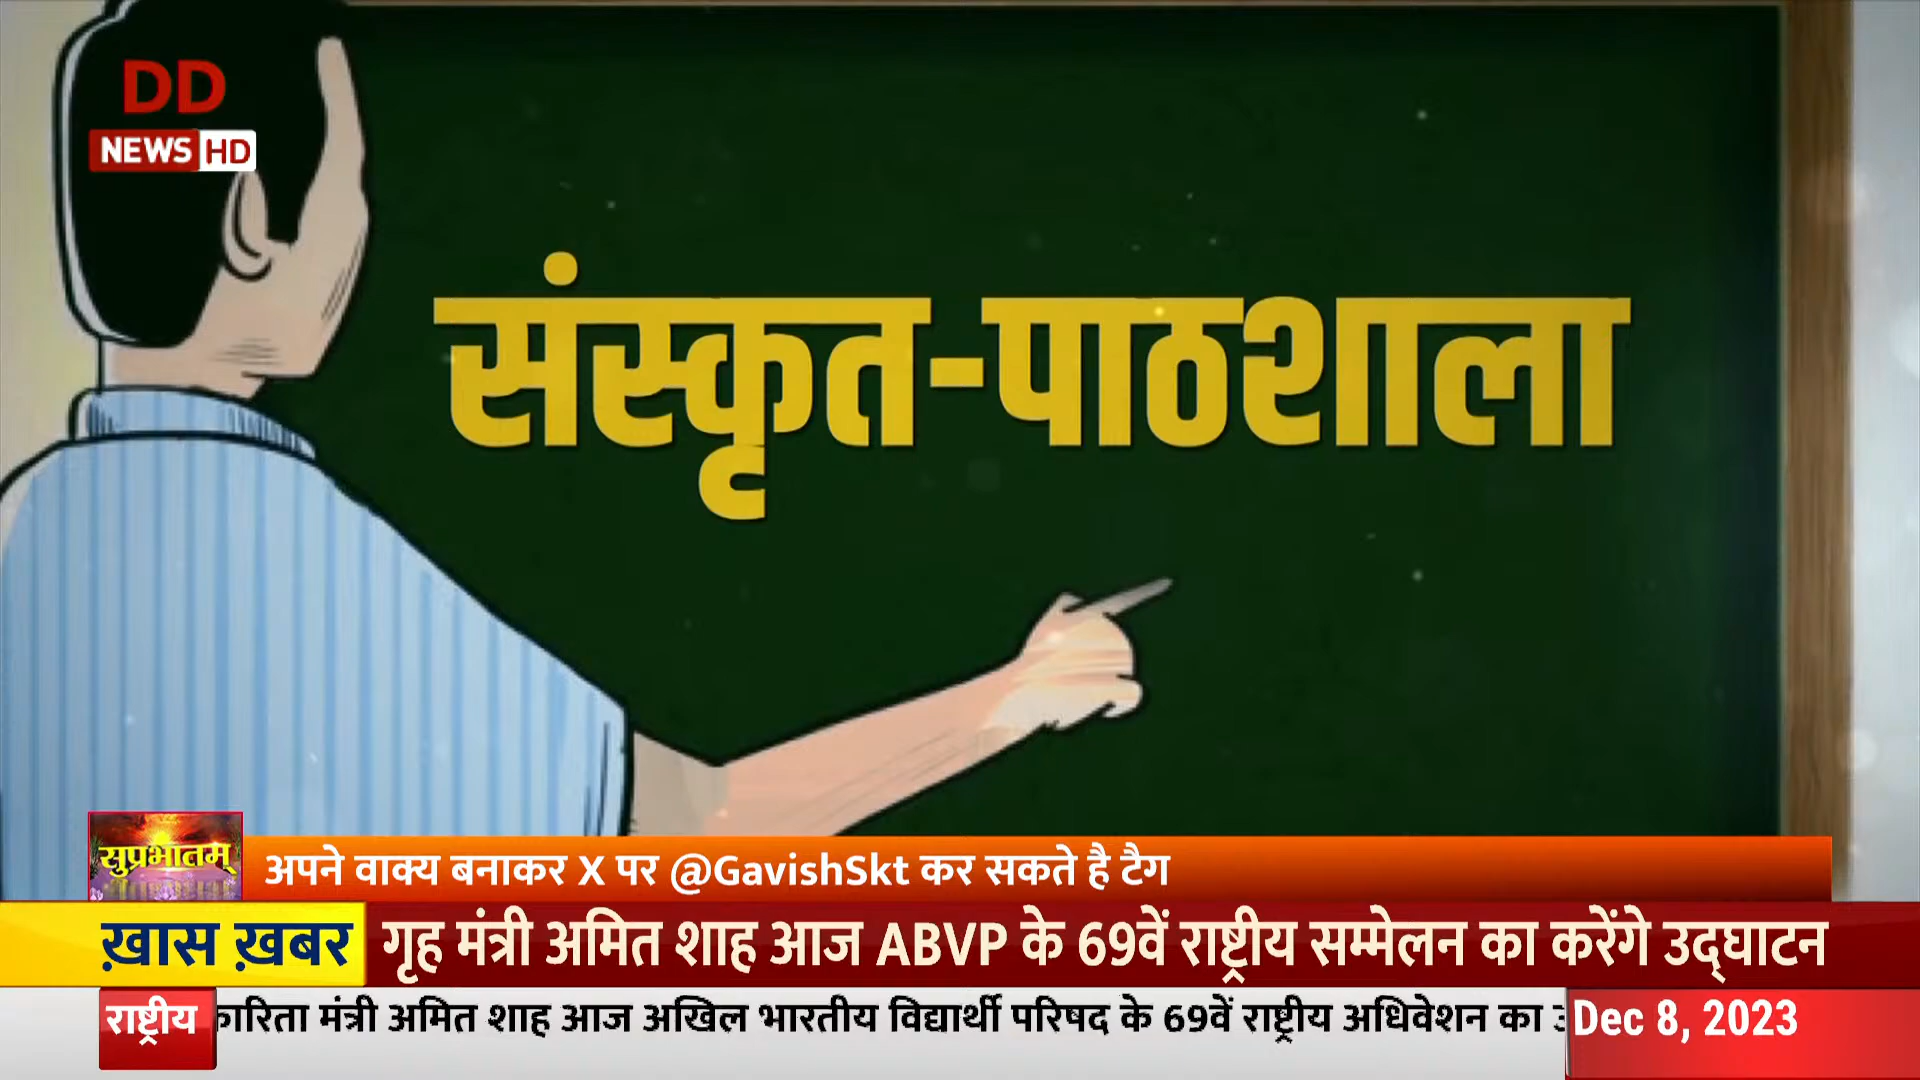 DD
NEWS HD
संस्कृत-पाठशाला
सुप्रभातम्
अपने वाक्य बनाकर X पर @GavishSkt कर सकते है टैग
ख़ास ख़बर
गृह मंत्री अमित शाह आज ABVP के 69वें राष्ट्रीय सम्मेलन का करेंगे उद्घाटन
राष्ट्रीय
मंत्री अमित शाह आज अखिल भारतीय विद्यार्थी परिषद के 69वें राष्ट्रीय अधिवेशन का
Dec 8, 2023